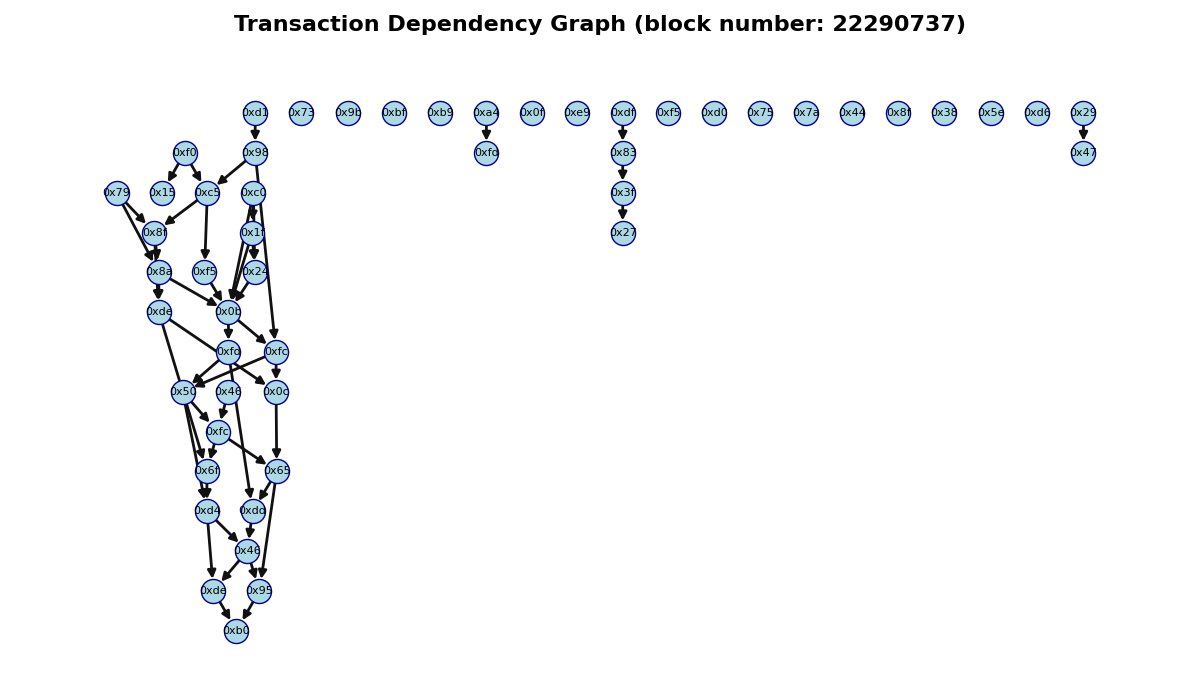 Transaction Dependency Graph (block number: 22290737)
0xd1 0x73 0x9b 0xbf 0xb9 0xa4 0x0f 0xe9 0xdf 0xf5 0xd0 0x75 0x7a 0x44 0x8f 0x38 0x5e 0xd6 0x29
0xf0 0x98 0xfd 0x83 0x47
0x79 0x15 0xc5 0xc0 0x3f
0x8f 0x1f 0x27
0x8a 0xf5 0x24
0xde 0x0b
0xfd 0xfc
0x50 0x46 0x0c
0xfc
0x6f 0x65
0xd4 0xdd
0x46
0xde 0x95
0xb0